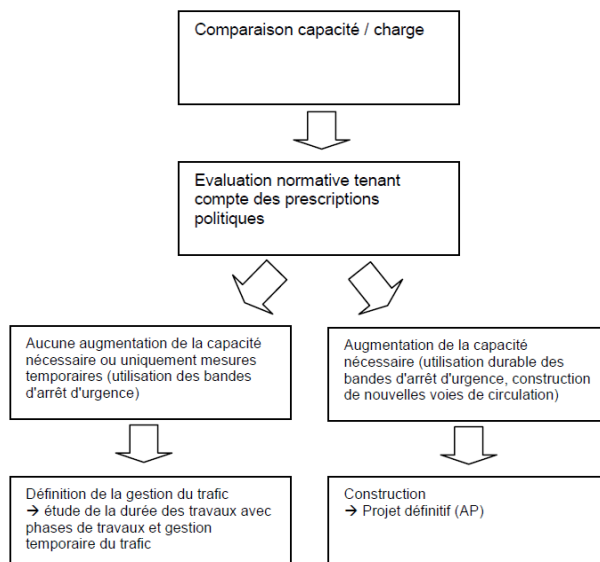 Comparaison capacité / charge
Evaluation normative tenant
compte des prescriptions
politiques
Aucune augmentation de la capacité
nécessaire ou uniquement mesures
temporaires (utilisation des bandes
d'arrêt d'urgence)
Augmentation de la capacité
nécessaire (utilisation durable des
bandes d'arrêt d'urgence, construction
de nouvelles voies de circulation)
Définition de la gestion du trafic
→ étude de la durée des travaux avec
phases de travaux et gestion
temporaire du trafic
Construction
→ Projet définitif (AP)